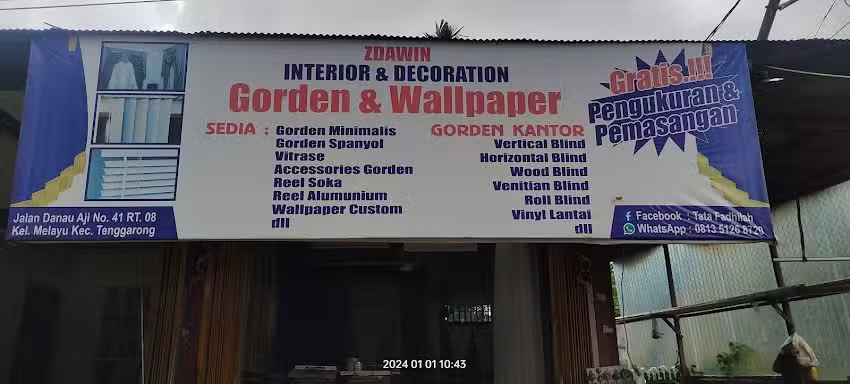 ZDAWIN
INTERIOR & DECORATION
Gorden & Wallpaper
SEDIA :
Gorden Minimalis
Gorden Spanyol
Vitrase
Accessories Gorden
Reel Soka
Reel Alumunium
Wallpaper Custom
dll
GORDEN KANTOR
Vertical Blind
Horizontal Blind
Wood Blind
Venitian Blind
Roll Blind
Vinyl Lantai
dll
Gratis.!!!
Pengukuran &
Pemasangan
Jalan Danau Aji No. 41 RT. 08
Kel. Melayu Kec. Tenggarong
Facebook : Tata Fadhilah
WhatsApp : 0813 5126 8720
2024 01 01 10:43